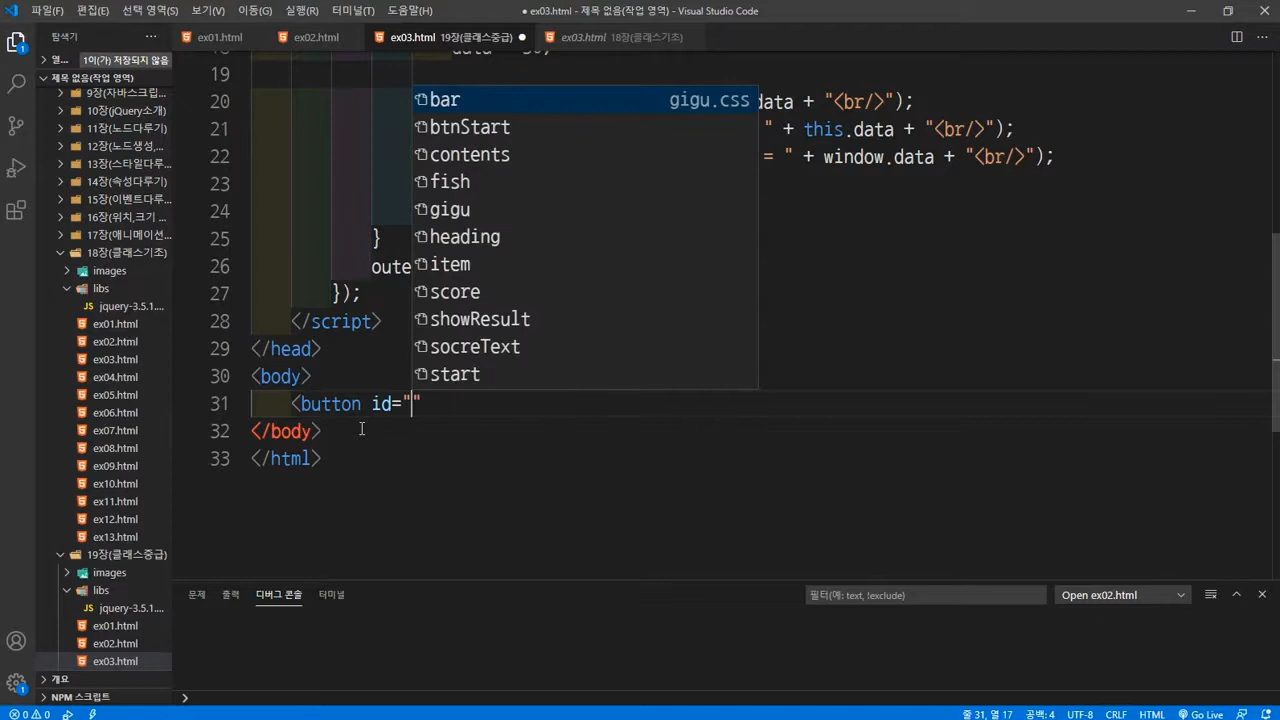 파일(F) 편집(E) 선택 영역(S) 보기(V) 이동(G) 실행(R) 터미널(T) 도움말(H)
● ex03.html - 제목 없음(작업 영역) - Visual Studio Code
탐색기 ···
ex01.html
ex02.html
ex03.html 19장(클래스중급) ●
ex03.html 18장(클래스기초)
열... 1이(가) 저장되지 않음
제목 없음(작업 영역)
9장(자바스크립...
10장(jQuery소개)
11장(노드다루기)
12장(노드생성,...
13장(스타일다루...
14장(속성다루기)
15장(이벤트다루...
16장(위치,크기 ...
17장(애니메이션...
18장(클래스기초)
images
libs
JS jquery-3.5.1....
ex01.html
ex02.html
ex03.html
ex04.html
ex05.html
ex06.html
ex07.html
ex08.html
ex09.html
ex10.html
ex11.html
ex12.html
ex13.html
19장(클래스중급)
images
libs
JS jquery-3.5.1....
ex01.html
ex02.html
ex03.html
개요
NPM 스크립트
19
20 data + "<br/>");
21 " + this.data + "<br/>");
22 = " + window.data + "<br/>");
23
24
25 }
26 oute
27 });
28 </script>
29 </head>
30 <body>
31 <button id=""
32 </body>
33 </html>
bar gigu.css
btnStart
contents
fish
gigu
heading
item
score
showResult
socreText
start
문제 출력 디버그 콘솔 터미널
필터(예: text, !exclude)
Open ex02.html
0 0
줄 31, 열 17 공백: 4 UTF-8 CRLF HTML Go Live